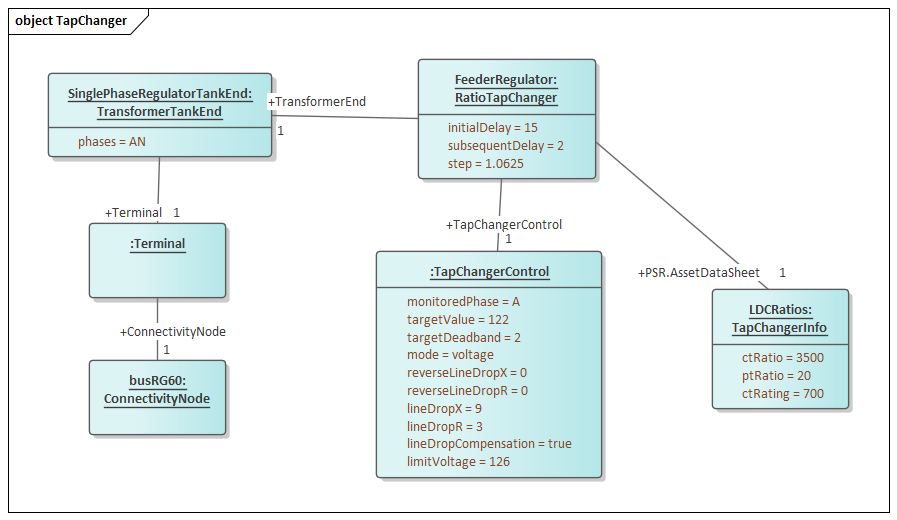 object TapChanger
SinglePhaseRegulatorTankEnd:
TransformerTankEnd
phases = AN
+TransformerEnd
1
FeederRegulator:
RatioTapChanger
initialDelay = 15
subsequentDelay = 2
step = 1.0625
+Terminal 1
:Terminal
+ConnectivityNode
1
busRG60:
ConnectivityNode
+TapChangerControl
1
:TapChangerControl
monitoredPhase = A
targetValue = 122
targetDeadband = 2
mode = voltage
reverseLineDropX = 0
reverseLineDropR = 0
lineDropX = 9
lineDropR = 3
lineDropCompensation = true
limitVoltage = 126
+PSR.AssetDataSheet 1
LDCRatios:
TapChangerInfo
ctRatio = 3500
ptRatio = 20
ctRating = 700